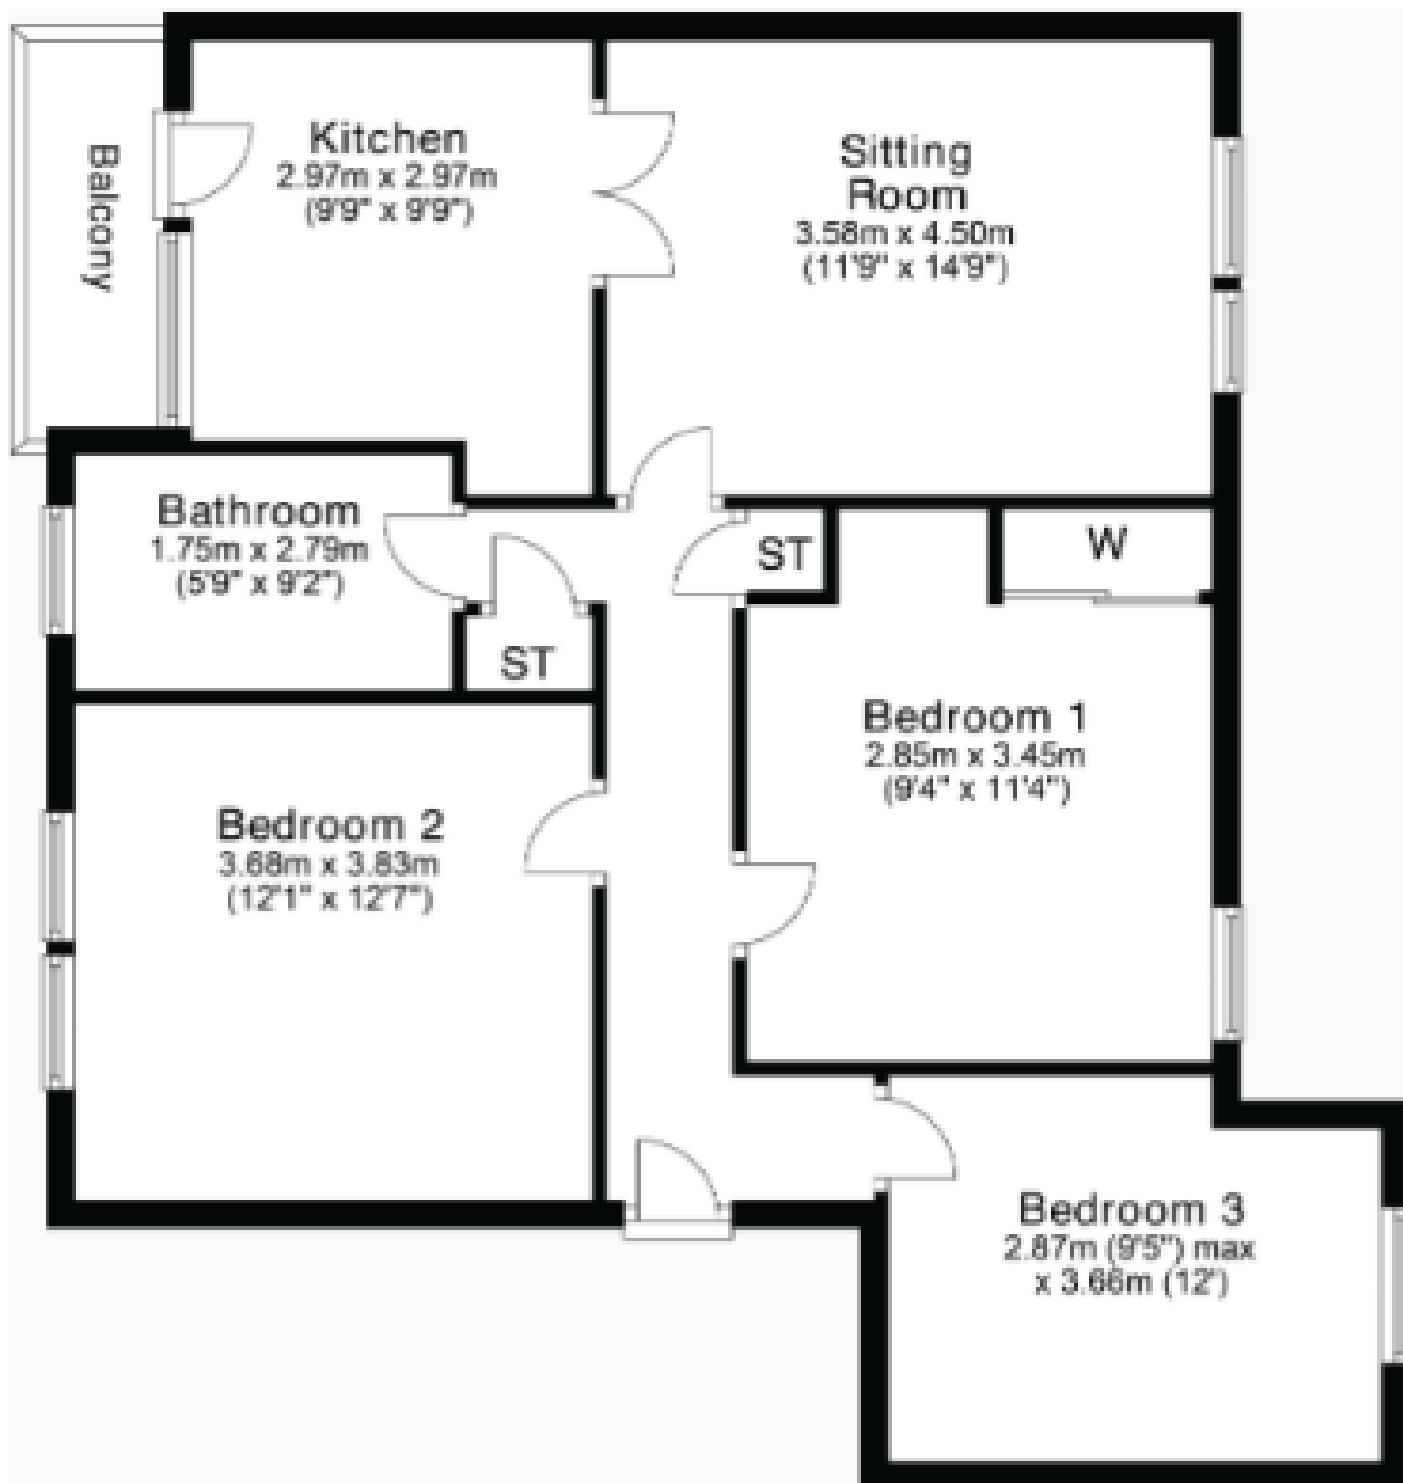 Balcony
Kitchen
2.97m x 2.97m
(9'9" x 9'9")
Sitting
Room
3.58m x 4.50m
(11'9" x 14'9")
Bathroom
1.75m x 2.79m
(5'9" x 9'2")
ST
ST
W
Bedroom 1
2.85m x 3.45m
(9'4" x 11'4")
Bedroom 2
3.68m x 3.83m
(12'1" x 12'7")
Bedroom 3
2.87m (9'5") max
x 3.66m (12')